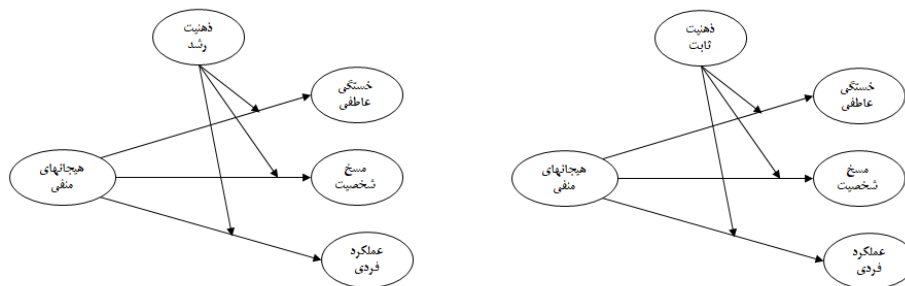 ذهنیت
رشد
خستگی
عاطفی
هیجانهای
منفی
مسخ
شخصیت
عملکرد
فردی
ذهنیت
ثابت
خستگی
عاطفی
هیجانهای
منفی
مسخ
شخصیت
عملکرد
فردی